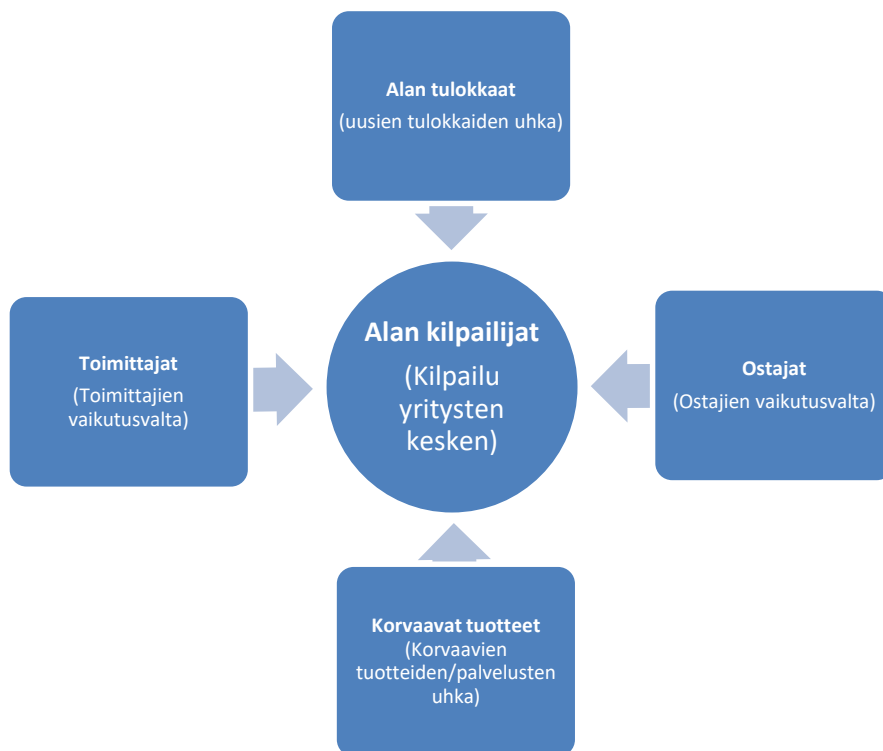 Alan tulokkaat
(uusien tulokkaiden uhka)
Toimittajat
(Toimittajien
vaikutusvalta)
Alan kilpailijat
(Kilpailu
yritysten
kesken)
Ostajat
(Ostajien vaikutusvalta)
Korvaavat tuotteet
(Korvaavien
tuotteiden/palvelusten
uhka)